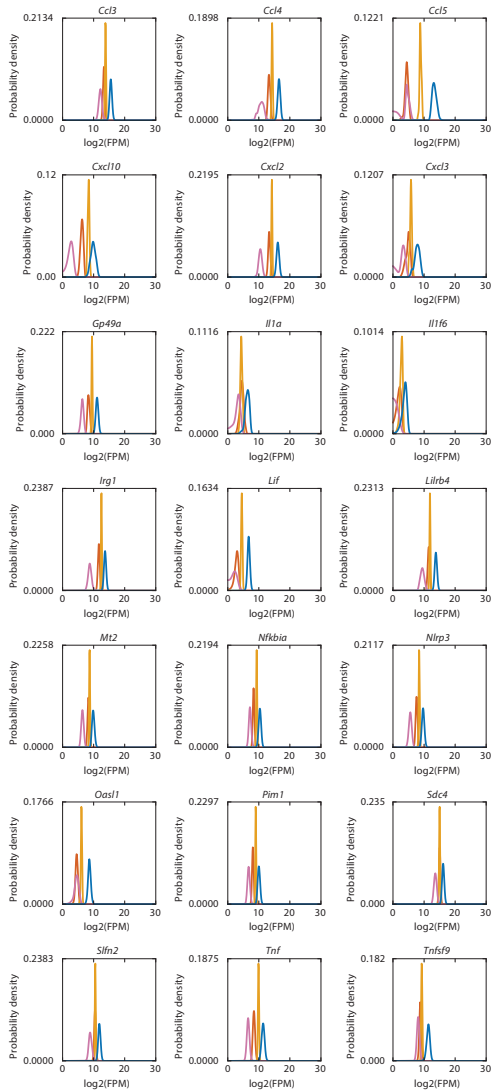 Ccl3 Ccl4 Ccl5
0.2134 0.1898 0.1221
Probability density Probability density Probability density
0.0000 0.0000 0.0000
0 10 20 30 0 10 20 30 0 10 20 30
log2(FPM) log2(FPM) log2(FPM)
Cxcl10 Cxcl2 Cxcl3
0.12 0.2195 0.1207
Probability density Probability density Probability density
0.00 0.0000 0.0000
0 10 20 30 0 10 20 30 0 10 20 30
log2(FPM) log2(FPM) log2(FPM)
Gp49a Il1a Il1f6
0.222 0.1116 0.1014
Probability density Probability density Probability density
0.000 0.0000 0.0000
0 10 20 30 0 10 20 30 0 10 20 30
log2(FPM) log2(FPM) log2(FPM)
Irg1 Lif Lilrb4
0.2387 0.1634 0.2313
Probability density Probability density Probability density
0.0000 0.0000 0.0000
0 10 20 30 0 10 20 30 0 10 20 30
log2(FPM) log2(FPM) log2(FPM)
Mt2 Nfkbia Nlrp3
0.2258 0.2194 0.2117
Probability density Probability density Probability density
0.0000 0.0000 0.0000
0 10 20 30 0 10 20 30 0 10 20 30
log2(FPM) log2(FPM) log2(FPM)
Oasl1 Pim1 Sdc4
0.1766 0.2297 0.235
Probability density Probability density Probability density
0.0000 0.0000 0.000
0 10 20 30 0 10 20 30 0 10 20 30
log2(FPM) log2(FPM) log2(FPM)
Slfn2 Tnf Tnfsf9
0.2383 0.1875 0.182
Probability density Probability density Probability density
0.0000 0.0000 0.000
0 10 20 30 0 10 20 30 0 10 20 30
log2(FPM) log2(FPM) log2(FPM)